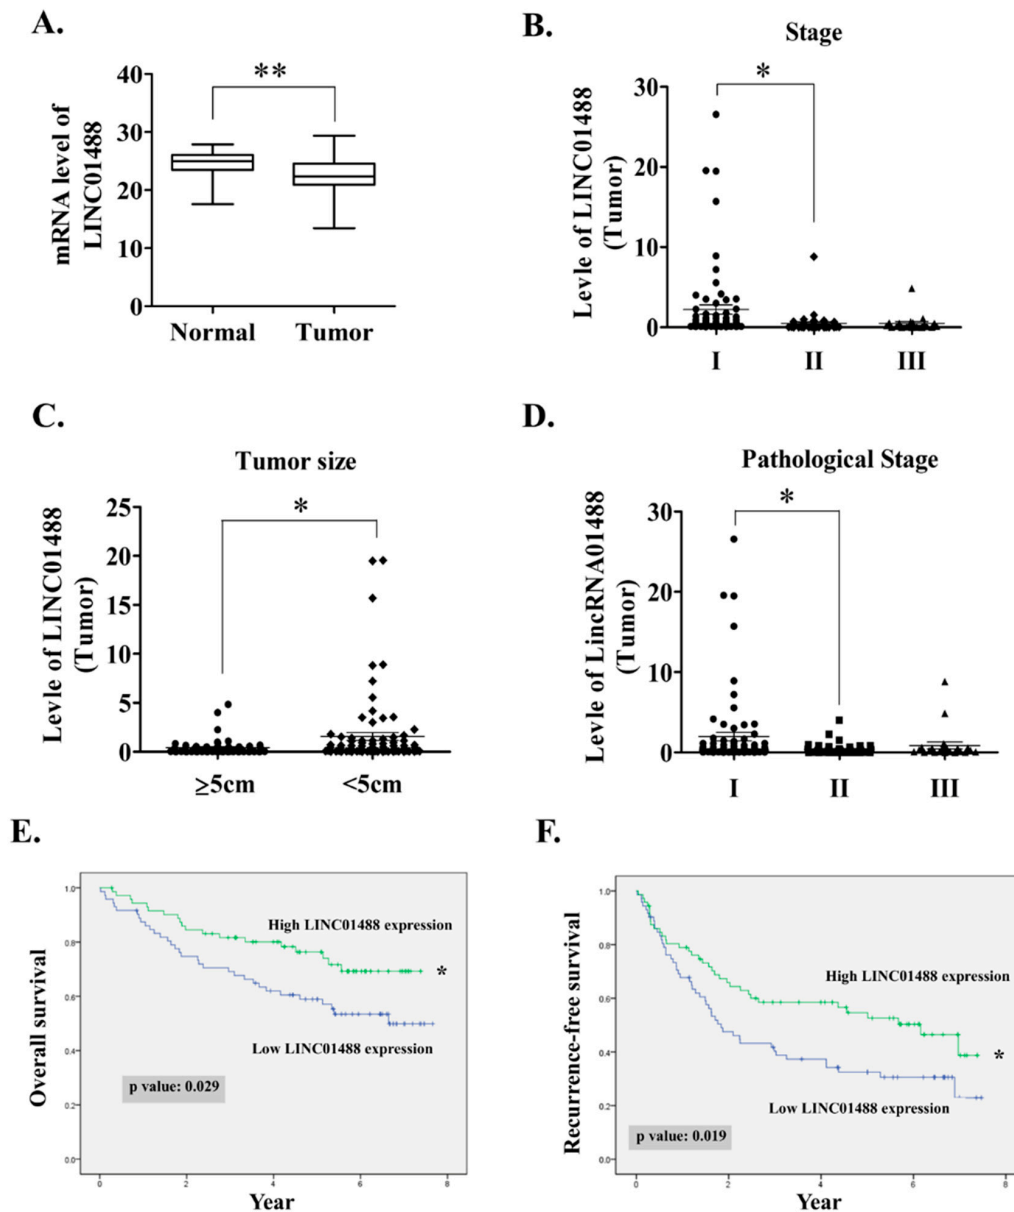 A.
**
mRNA level of
LINC01488
40
30
20
10
0
Normal
Tumor
B.
Stage
*
Levle of LINC01488
(Tumor)
30
20
10
0
I
II
III
C.
Tumor size
*
Levle of LINC01488
(Tumor)
25
20
15
10
5
0
≥5cm
<5cm
D.
Pathological Stage
*
Levle of LincRNA01488
(Tumor)
30
20
10
0
I
II
III
E.
Overall survival
1.0
0.8
0.6
0.4
0.2
0.0
High LINC01488 expression
*
Low LINC01488 expression
p value: 0.029
0
2
4
6
8
Year
F.
Recurrence-free survival
1.0
0.8
0.6
0.4
0.2
0.0
High LINC01488 expression
*
Low LINC01488 expression
p value: 0.019
0
2
4
6
8
Year